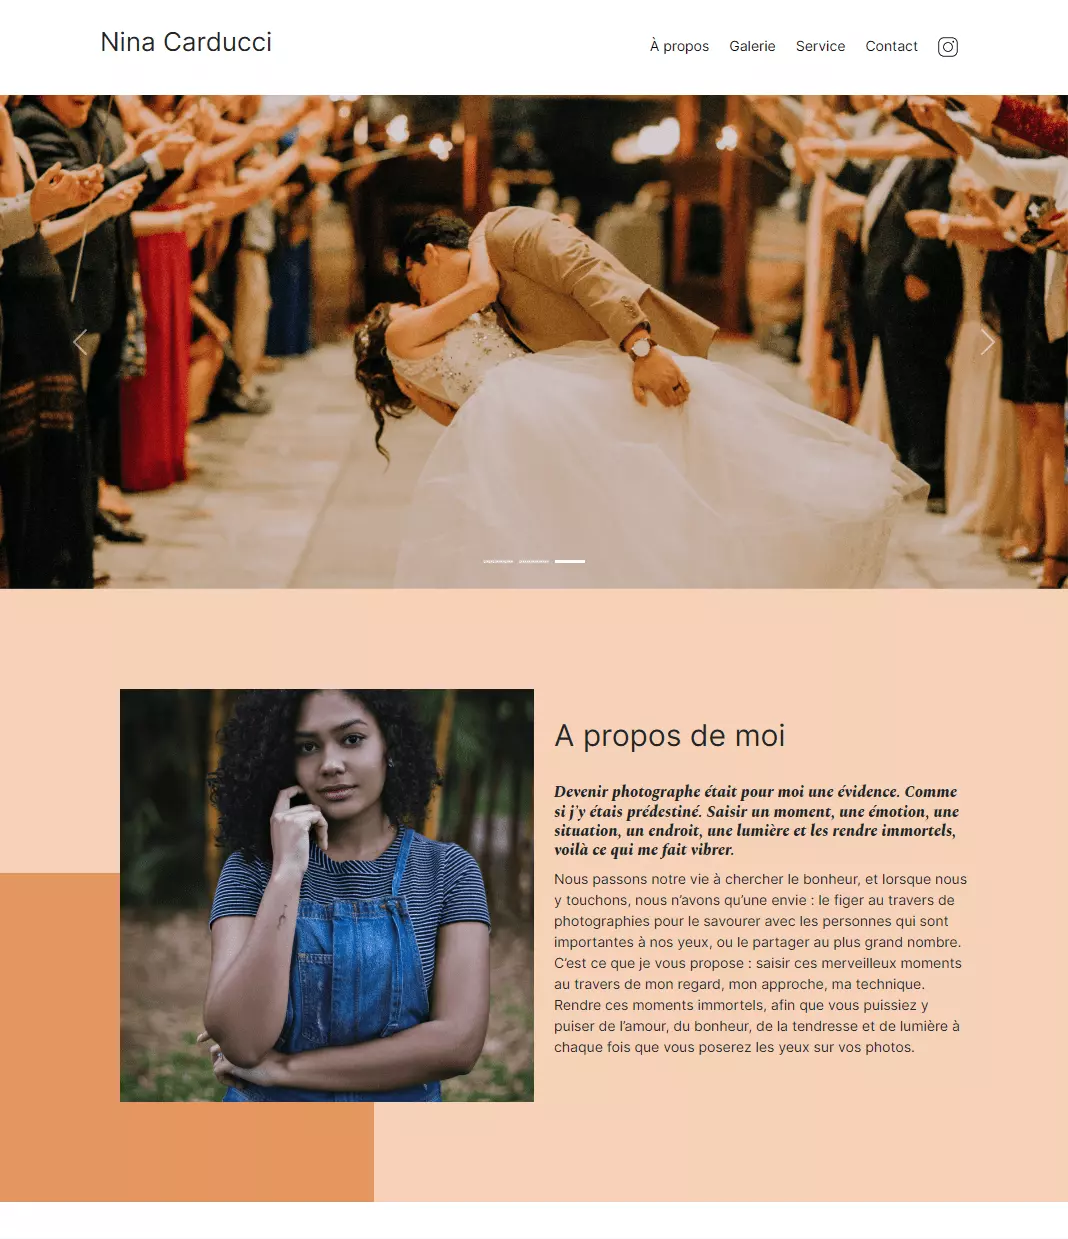 Nina Carducci
À propos Galerie Service Contact
A propos de moi
Devenir photographe était pour moi une évidence. Comme
si j'y étais prédestiné. Saisir un moment, une émotion, une
situation, un endroit, une lumière et les rendre immortels,
voilà ce qui me fait vibrer.
Nous passons notre vie à chercher le bonheur, et lorsque nous
y touchons, nous n’avons qu’une envie : le figer au travers de
photographies pour le savourer avec les personnes qui sont
importantes à nos yeux, ou le partager au plus grand nombre.
C’est ce que je vous propose : saisir ces merveilleux moments
au travers de mon regard, mon approche, ma technique.
Rendre ces moments immortels, afin que vous puissiez y
puiser de l’amour, du bonheur, de la tendresse et de lumière à
chaque fois que vous poserez les yeux sur vos photos.